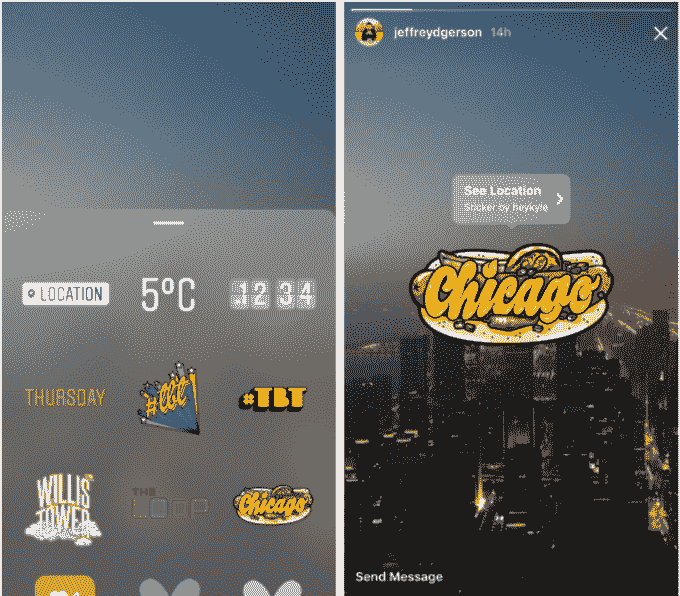 LOCATION
5°C
12 34
THURSDAY
#tbt
#TBT
WILLIS
TOWER
THE
LOOP
Chicago
jeffreydgerson 14h
See Location
Sticker by heykyle
Chicago
Send Message